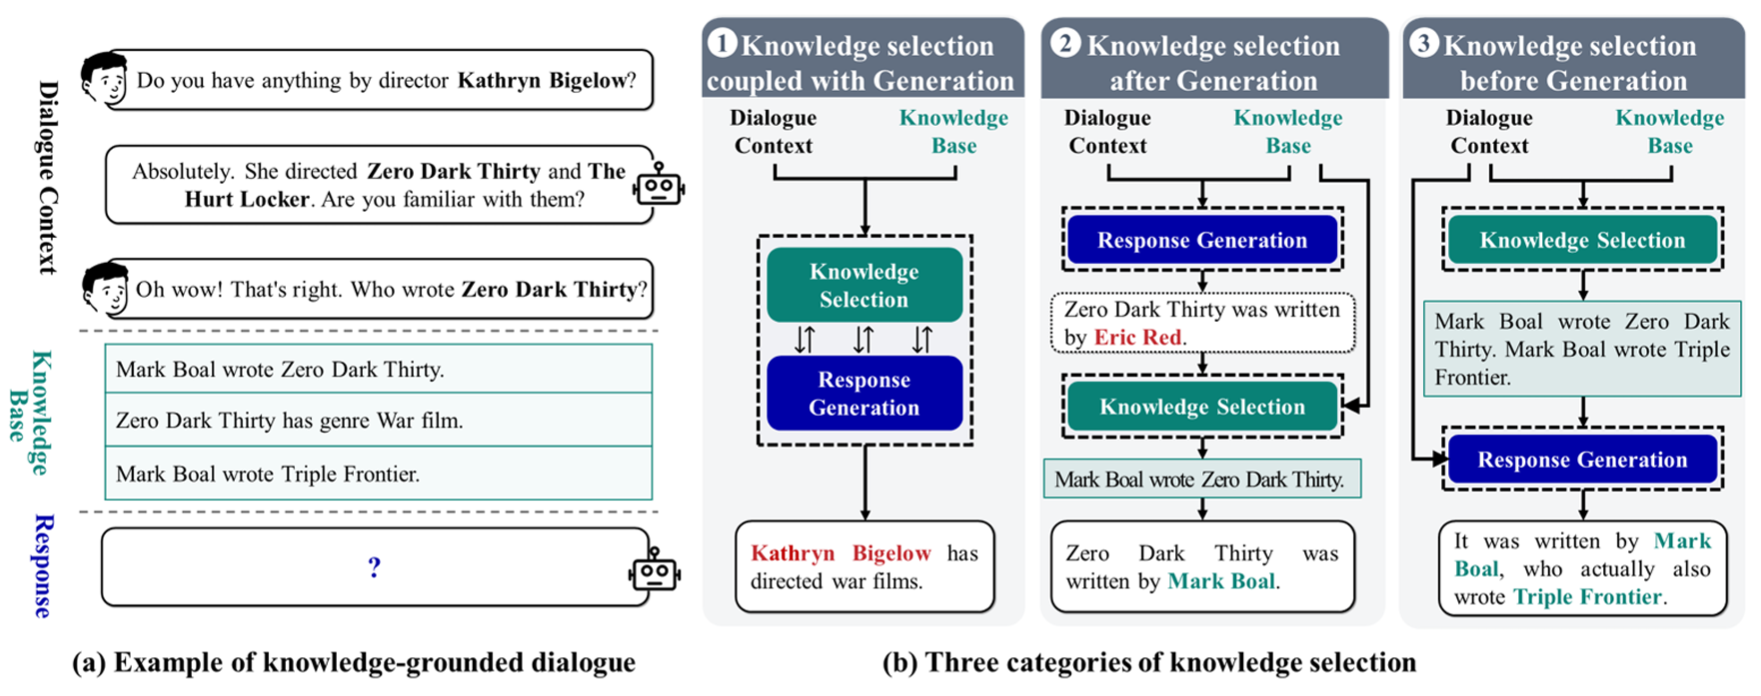 Dialogue Context
Do you have anything by director Kathryn Bigelow?
Absolutely. She directed Zero Dark Thirty and The
Hurt Locker. Are you familiar with them?
Oh wow! That's right. Who wrote Zero Dark Thirty?
Knowledge
Base
Mark Boal wrote Zero Dark Thirty.
Zero Dark Thirty has genre War film.
Mark Boal wrote Triple Frontier.
Response
?
(a) Example of knowledge-grounded dialogue
1 Knowledge selection
coupled with Generation
Dialogue
Context
Knowledge
Base
Knowledge
Selection
Response
Generation
Kathryn Bigelow has
directed war films.
2 Knowledge selection
after Generation
Dialogue
Context
Knowledge
Base
Response Generation
Zero Dark Thirty was written
by Eric Red.
Knowledge Selection
Mark Boal wrote Zero Dark Thirty.
Zero Dark Thirty was
written by Mark Boal.
3 Knowledge selection
before Generation
Dialogue
Context
Knowledge
Base
Knowledge Selection
Mark Boal wrote Zero Dark
Thirty. Mark Boal wrote Triple
Frontier.
Response Generation
It was written by Mark
Boal, who actually also
wrote Triple Frontier.
(b) Three categories of knowledge selection